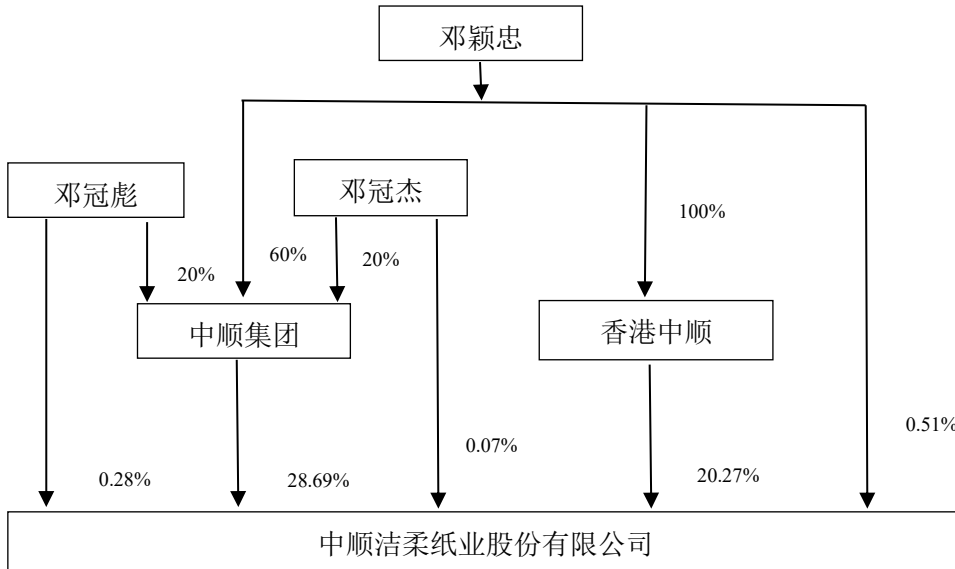 邓颖忠
邓冠彪
邓冠杰
100%
20%
60%
20%
中顺集团
香港中顺
0.51%
0.07%
0.28%
28.69%
20.27%
中顺洁柔纸业股份有限公司